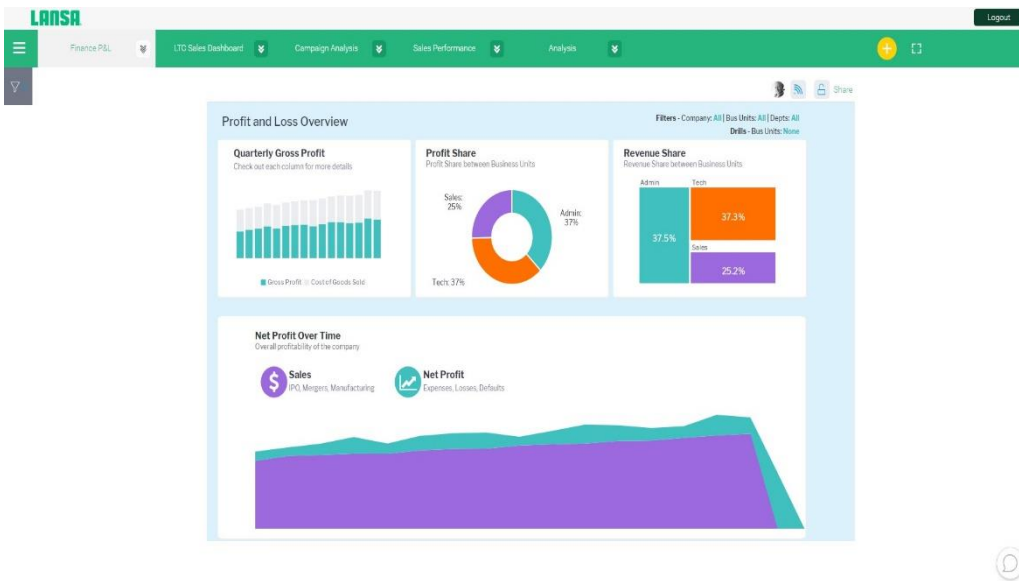 LANSA
Logout
Finance P&L
LTC Sales Dashboard
Campaign Analysis
Sales Performance
Analysis
Share
Profit and Loss Overview
Filters - Company: All | Bus Units: All | Depts: All
Drills - Bus Units: None
Quarterly Gross Profit
Check out each column for more details
Gross Profit
Cost of Goods Sold
Profit Share
Profit Share between Business Units
Sales:
25%
Admin:
37%
Tech: 37%
Revenue Share
Revenue Share between Business Units
Admin
Tech
37.3%
37.5%
Sales
25.2%
Net Profit Over Time
Overall profitability of the company
$
Sales
IPO, Mergers, Manufacturing
Net Profit
Expenses, Losses, Defaults